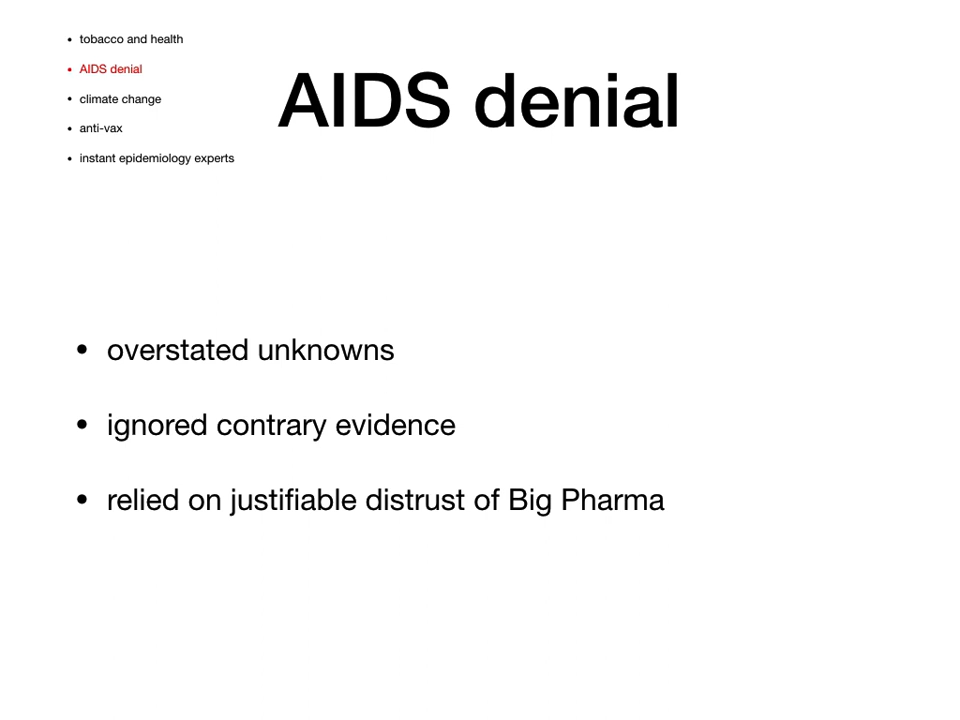 • tobacco and health
• AIDS denial
• climate change
• anti-vax
• instant epidemiology experts
AIDS denial
• overstated unknowns
• ignored contrary evidence
• relied on justifiable distrust of Big Pharma